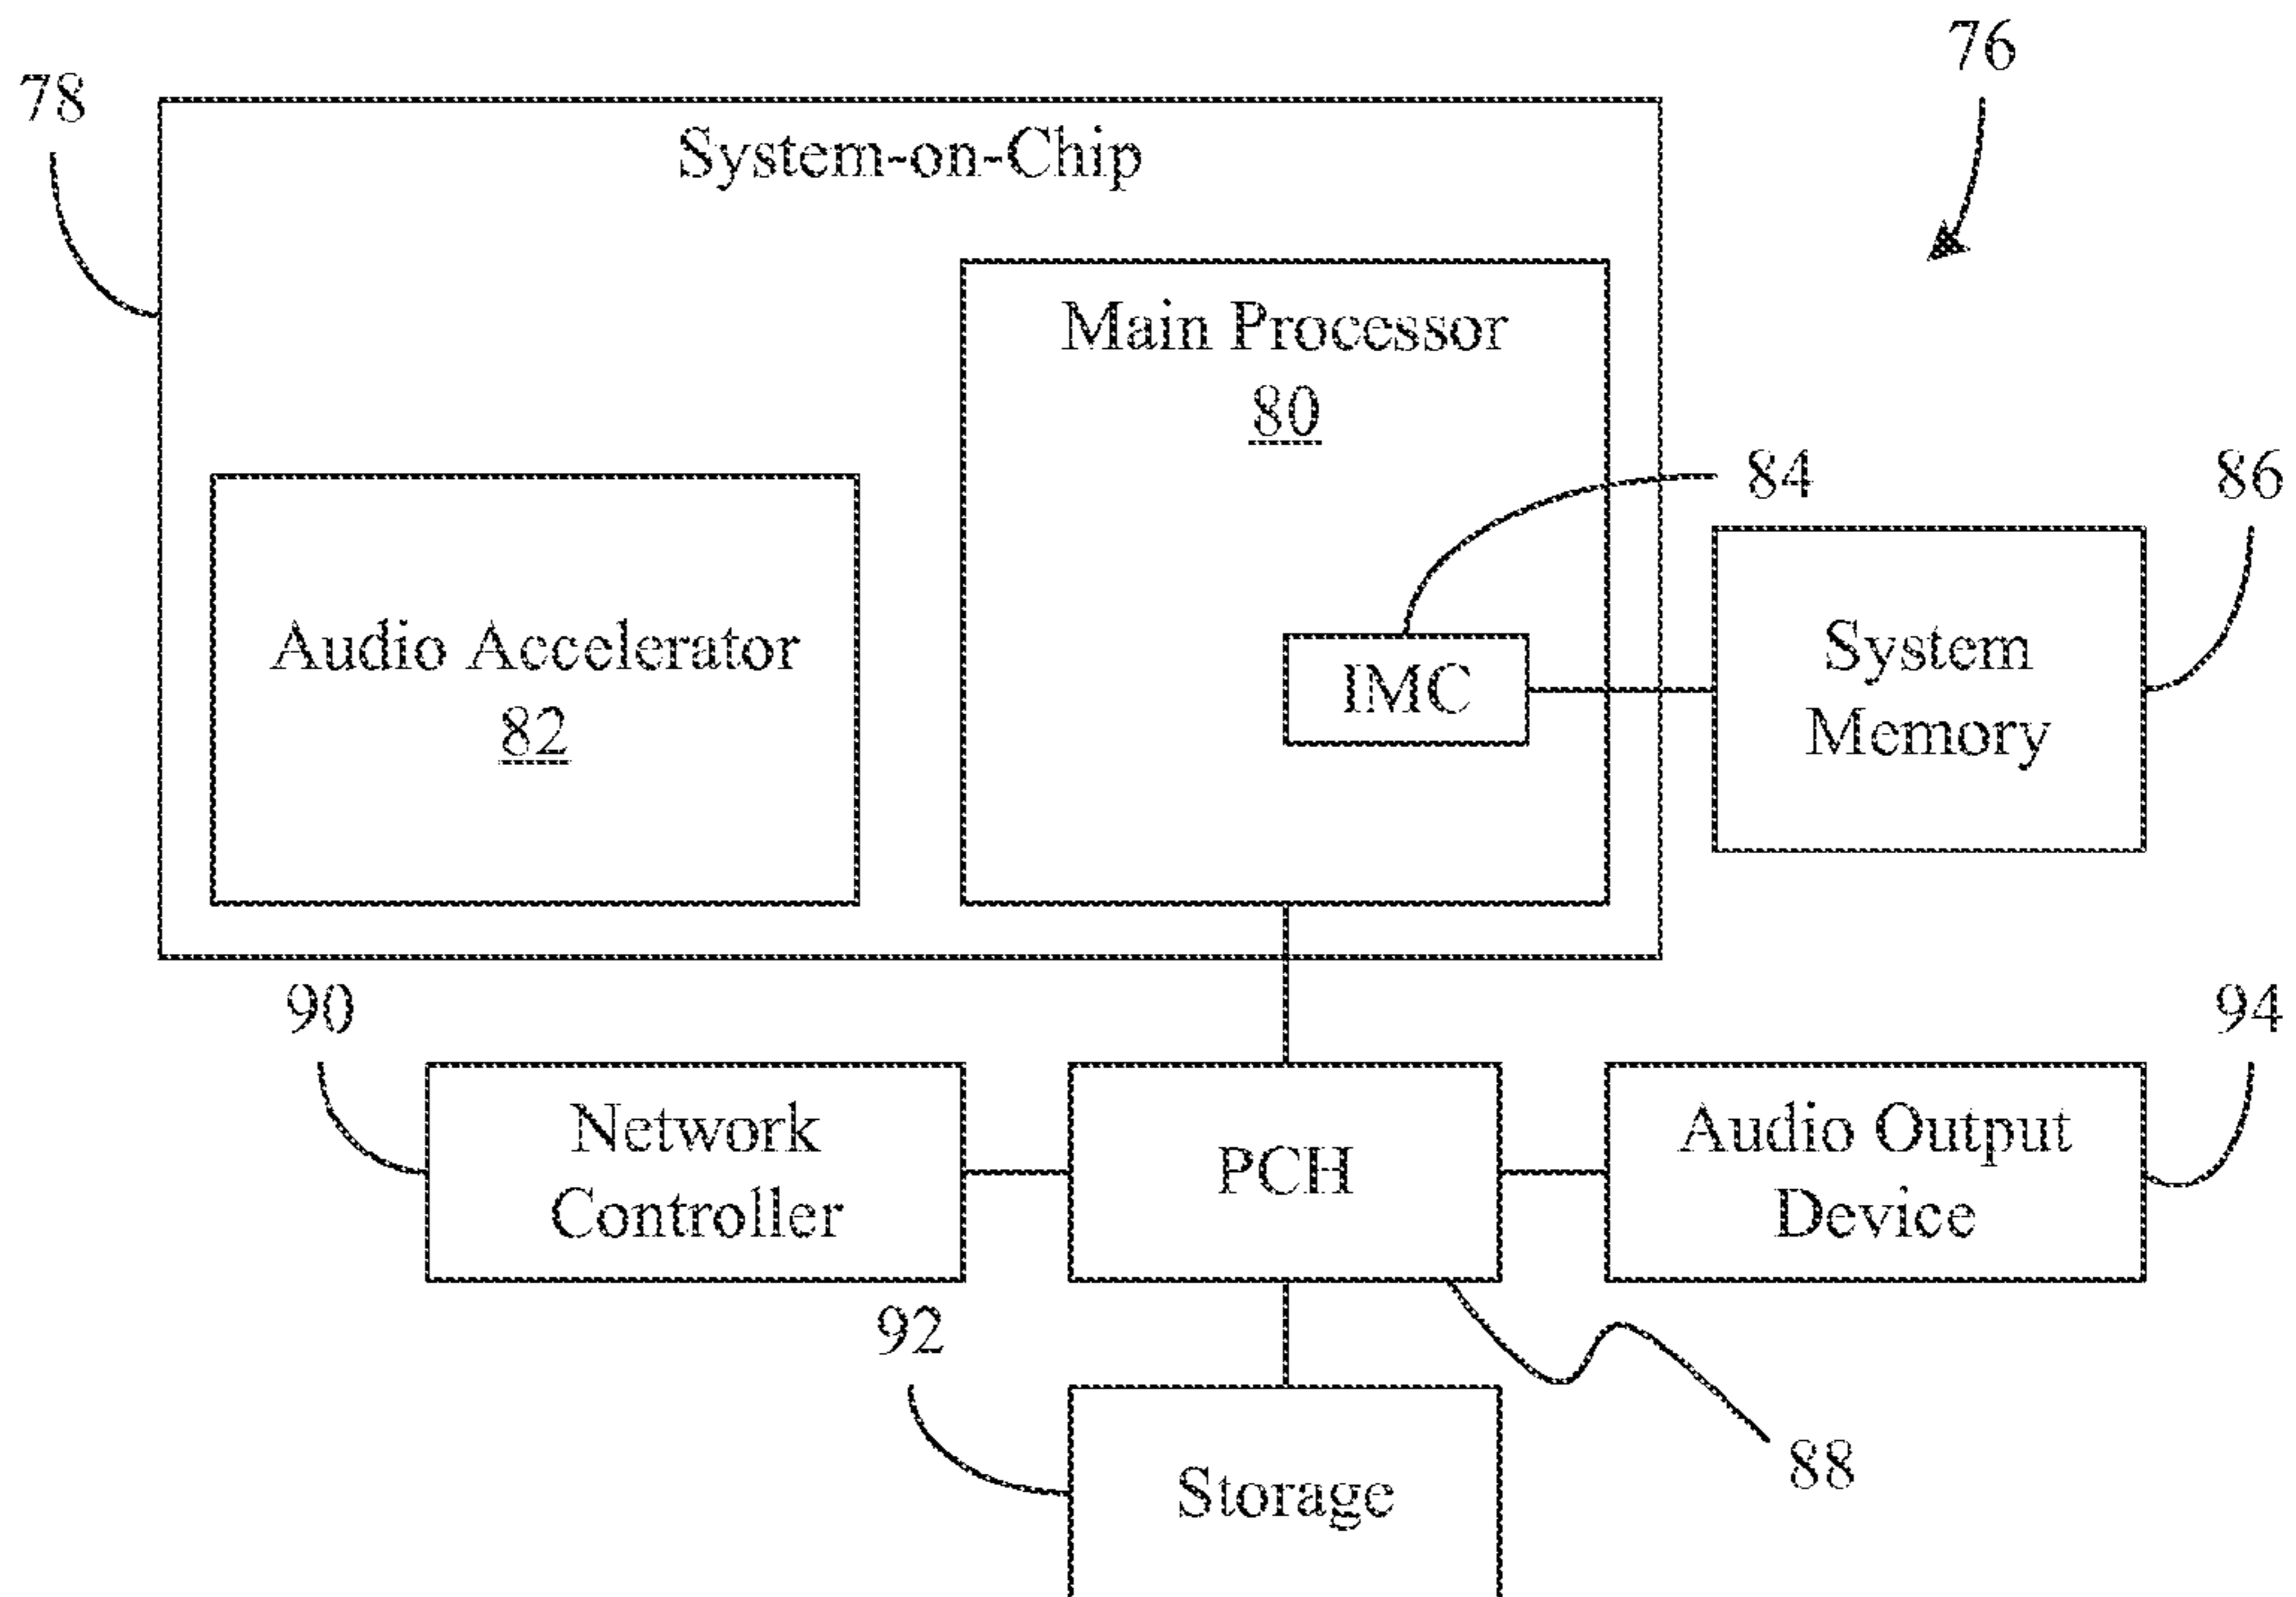 76
78
System-on-Chip
Main Processor
80
84
86
Audio Accelerator
82
IMC
System
Memory
90
94
Network
Controller
PCH
Audio Output
Device
92
88
Storage